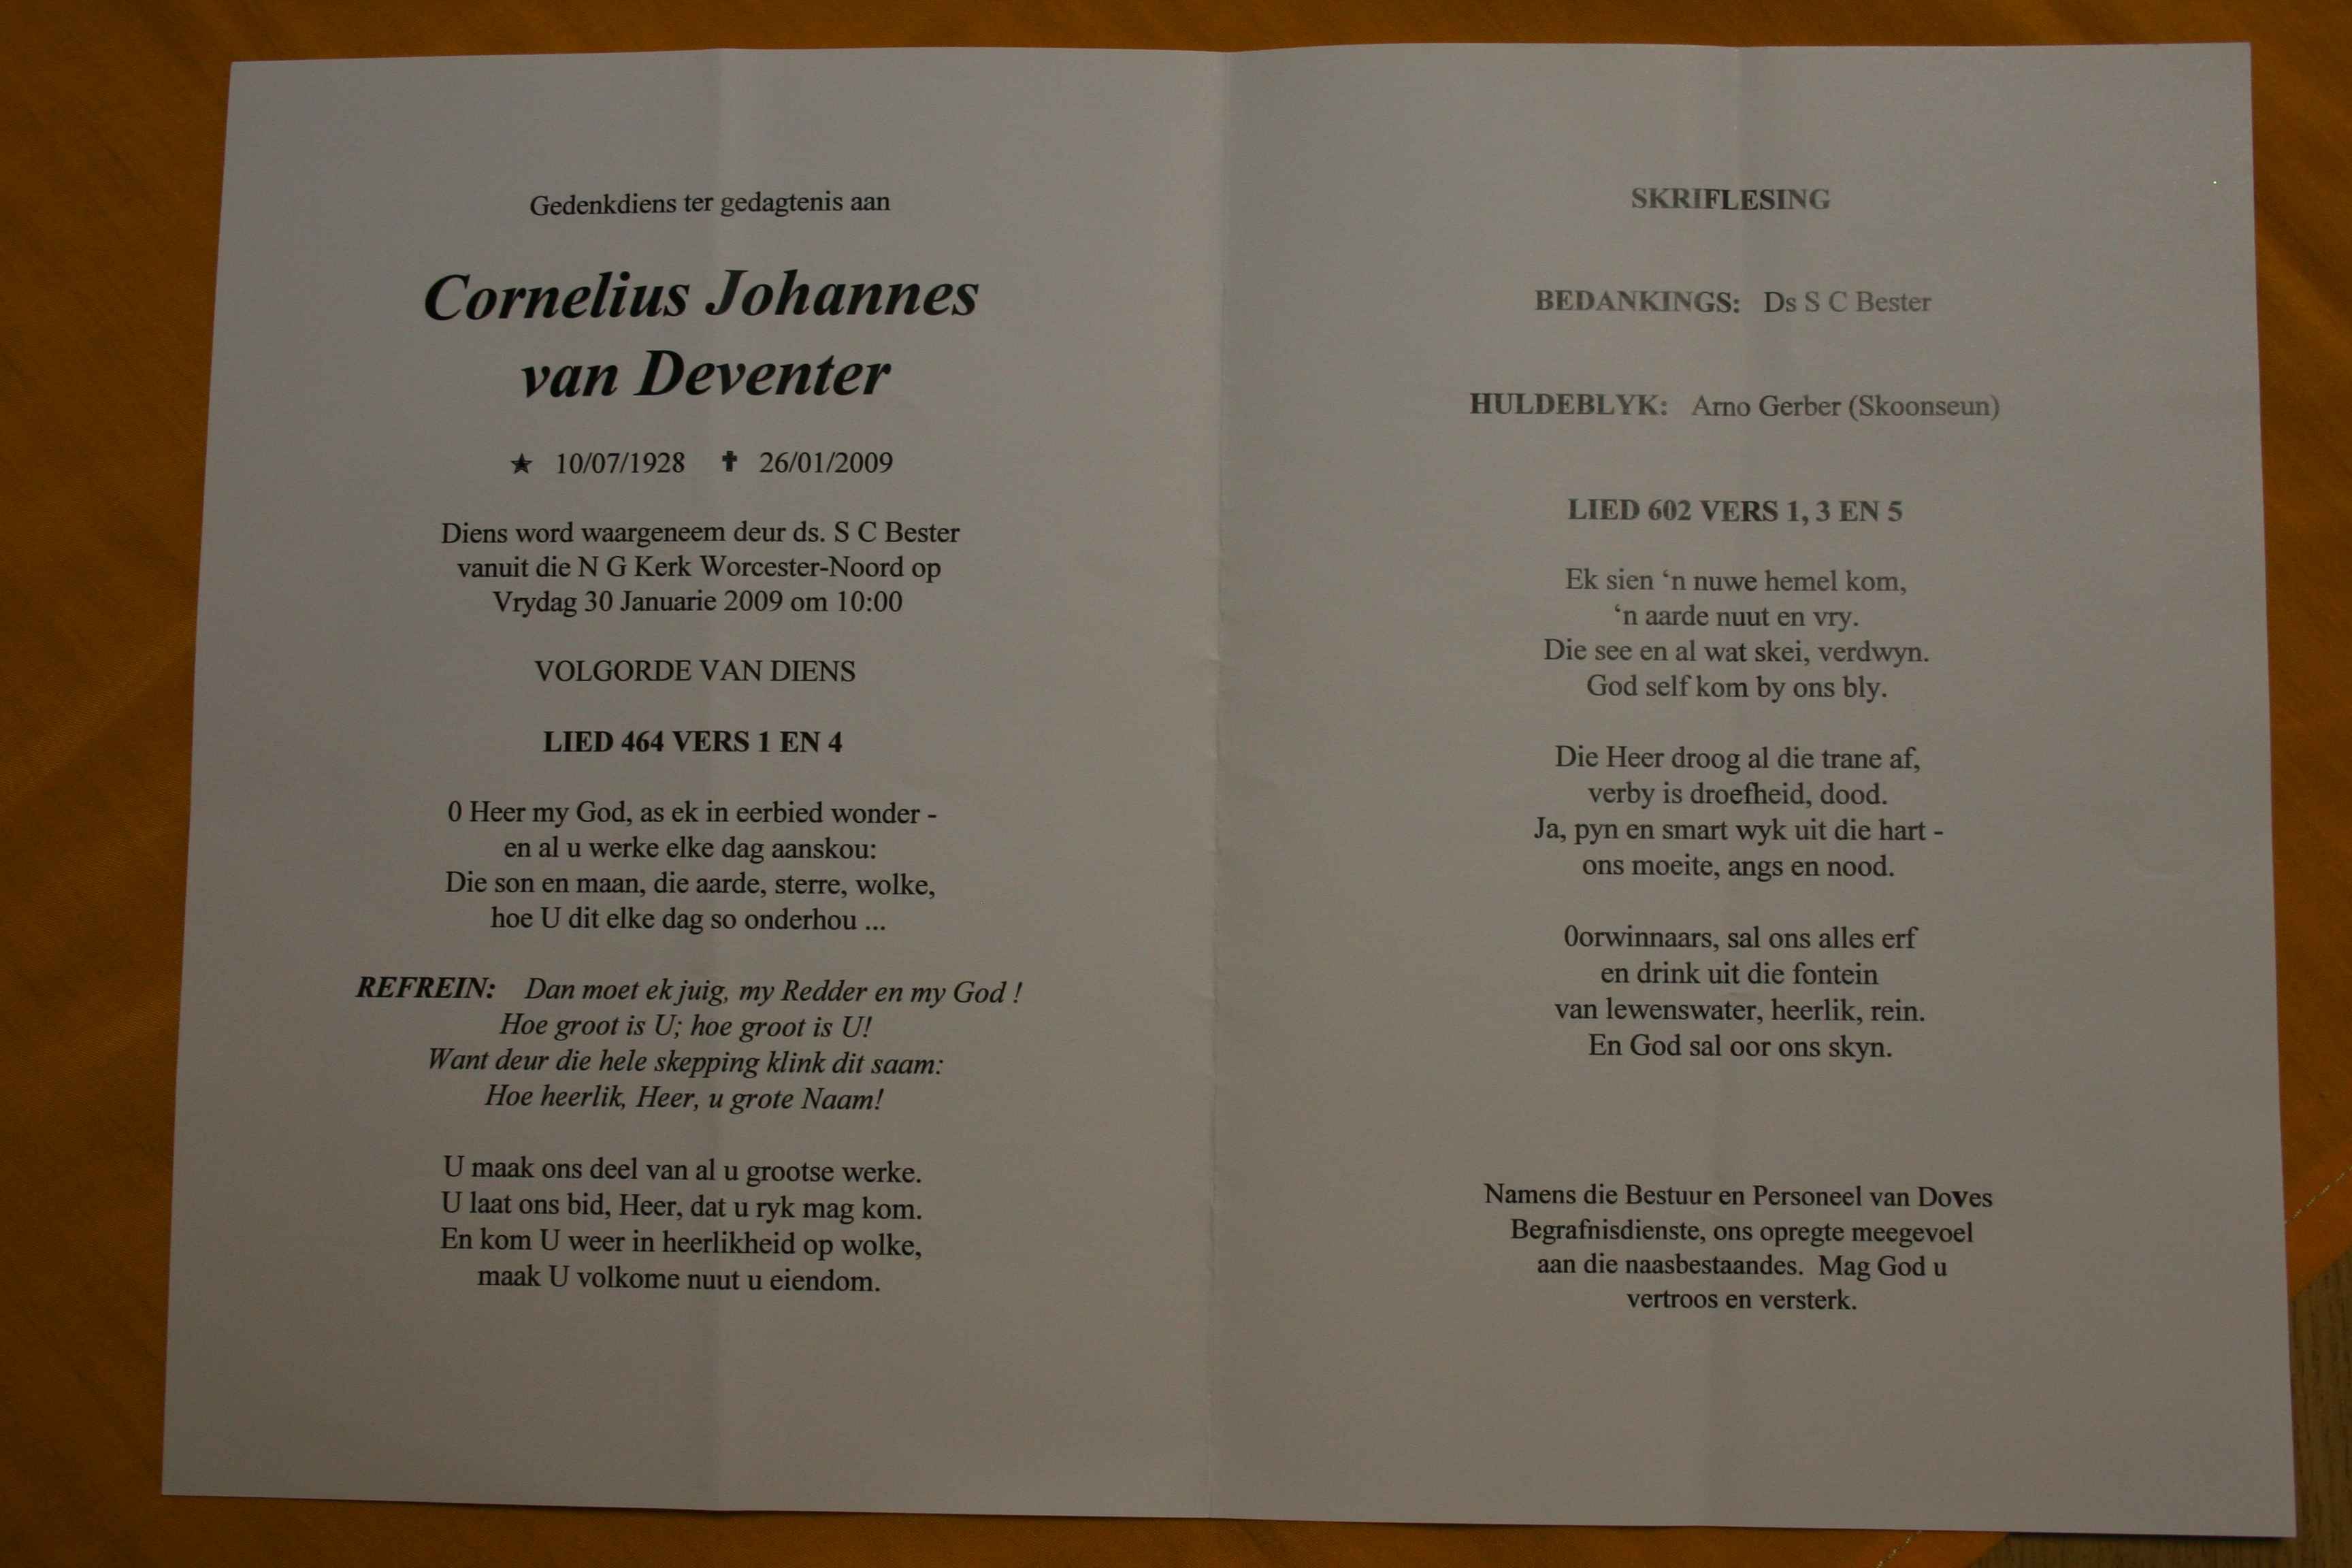 Gedenkdiens ter gedagtenis aan
Cornelius Johannes
van Deventer
★ 10/07/1928 ✝ 26/01/2009
Diens word waargeneem deur ds. S C Bester
vanuit die N G Kerk Worcester-Noord op
Vrydag 30 Januarie 2009 om 10:00
VOLGORDE VAN DIENS
LIED 464 VERS 1 EN 4
0 Heer my God, as ek in eerbied wonder -
en al u werke elke dag aanskou:
Die son en maan, die aarde, sterre, wolke,
hoe U dit elke dag so onderhou ...
REFREIN: Dan moet ek juig, my Redder en my God !
Hoe groot is U; hoe groot is U!
Want deur die hele skepping klink dit saam:
Hoe heerlik, Heer, u grote Naam!
U maak ons deel van al u grootse werke.
U laat ons bid, Heer, dat u ryk mag kom.
En kom U weer in heerlikheid op wolke,
maak U volkome nuut u eiendom.
SKRIFLESING
BEDANKINGS: Ds S C Bester
HULDEBLYK: Arno Gerber (Skoonseun)
LIED 602 VERS 1, 3 EN 5
Ek sien ‘n nuwe hemel kom,
‘n aarde nuut en vry.
Die see en al wat skei, verdwyn.
God self kom by ons bly.
Die Heer droog al die trane af,
verby is droefheid, dood.
Ja, pyn en smart wyk uit die hart -
ons moeite, angs en nood.
0orwinnaars, sal ons alles erf
en drink uit die fontein
van lewenswater, heerlik, rein.
En God sal oor ons skyn.
Namens die Bestuur en Personeel van Doves
Begrafnisdienste, ons opregte meegevoel
aan die naasbestaandes. Mag God u
vertroos en versterk.